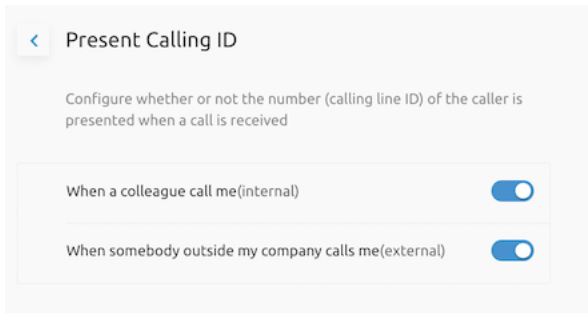 Present Calling ID
Configure whether or not the number (calling line ID) of the caller is
presented when a call is received
When a colleague call me(internal)
When somebody outside my company calls me(external)